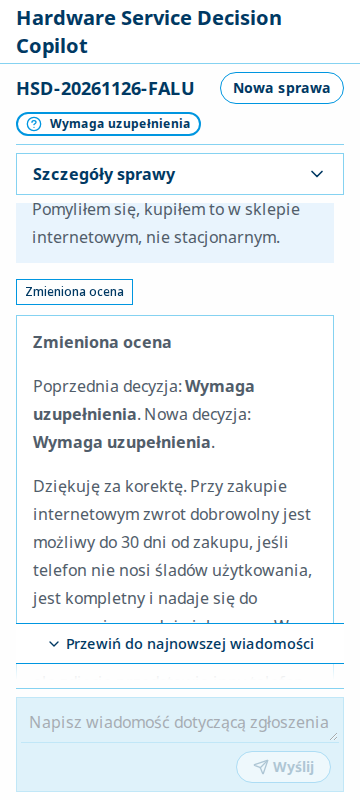 Hardware Service Decision
Copilot
HSD-20261126-FALU
Nowa sprawa
Wymaga uzupełnienia
Szczegóły sprawy
Pomyliłem się, kupiłem to w sklepie
internetowym, nie stacjonarnym.
Zmieniona ocena
Zmieniona ocena
Poprzednia decyzja: Wymaga
uzupełnienia. Nowa decyzja:
Wymaga uzupełnienia.
Dziękuję za korektę. Przy zakupie
internetowym zwrot dobrowolny jest
możliwy do 30 dni od zakupu, jeśli
telefon nie nosi śladów użytkowania,
jest kompletny i nadaje się do
Przewiń do najnowszej wiadomości
Napisz wiadomość dotyczącą zgłoszenia
Wyślij